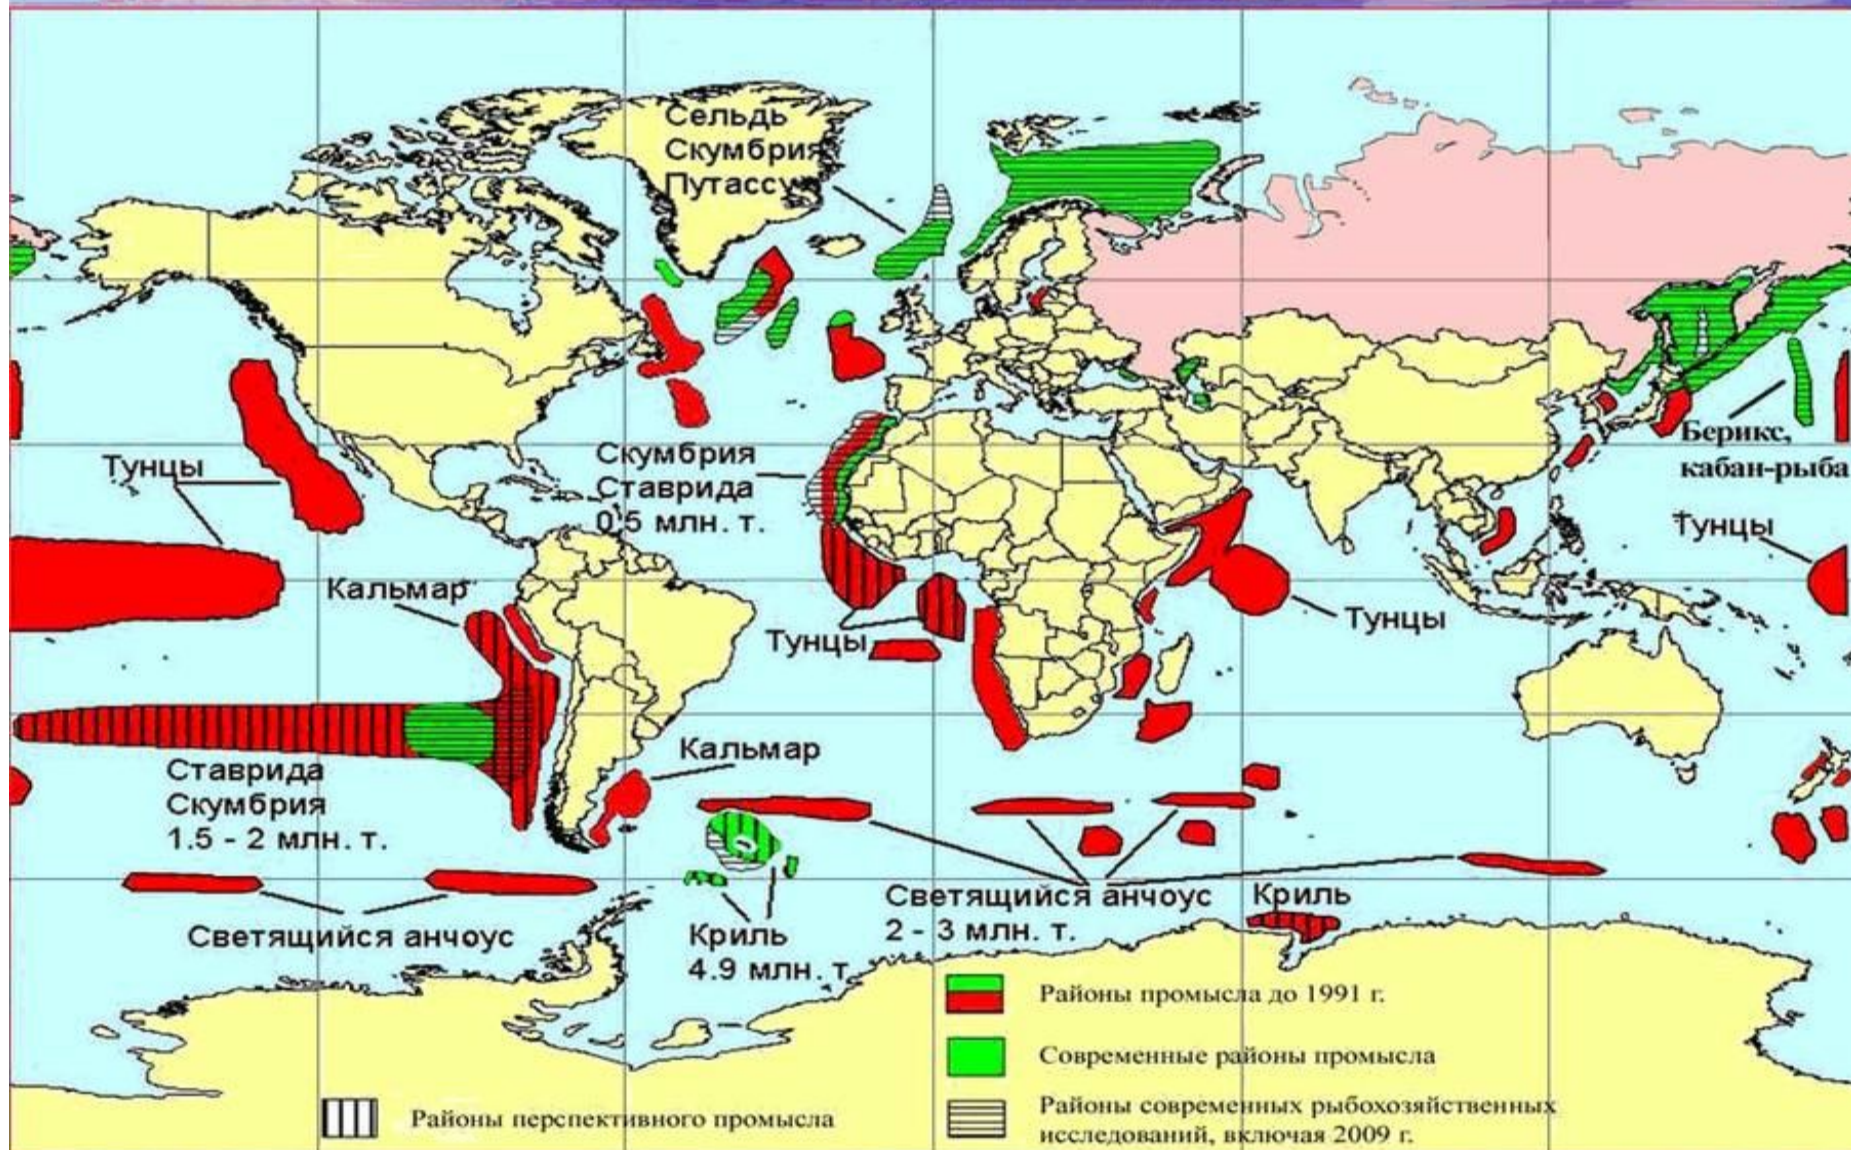 Сельдь
Скумбрия
Путассу
Тунцы
Скумбрия
Ставрида
0.5 млн. т.
Берикс,
кабан-рыба
Тунцы
Кальмар
Тунцы
Тунцы
Кальмар
Ставрида
Скумбрия
1.5 - 2 млн. т.
Светящийся анчоус
2 - 3 млн. т.
Криль
Светящийся анчоус
Криль
4.9 млн. т.
Районы промысла до 1991 г.
Современные районы промысла
Районы перспективного промысла
Районы современных рыбохозяйственных
исследований, включая 2009 г.